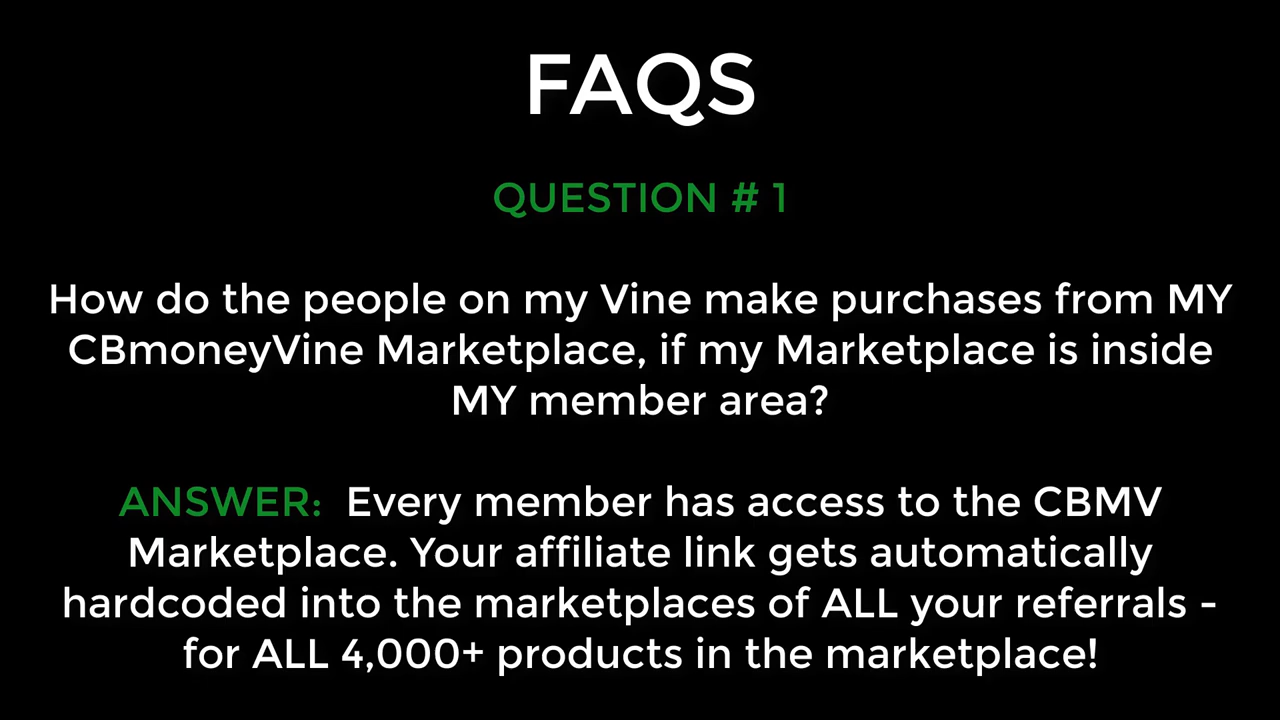 FAQS
QUESTION # 1
How do the people on my Vine make purchases from MY
CBmoneyVine Marketplace, if my Marketplace is inside
MY member area?
ANSWER: Every member has access to the CBMV
Marketplace. Your affiliate link gets automatically
hardcoded into the marketplaces of ALL your referrals -
for ALL 4,000+ products in the marketplace!